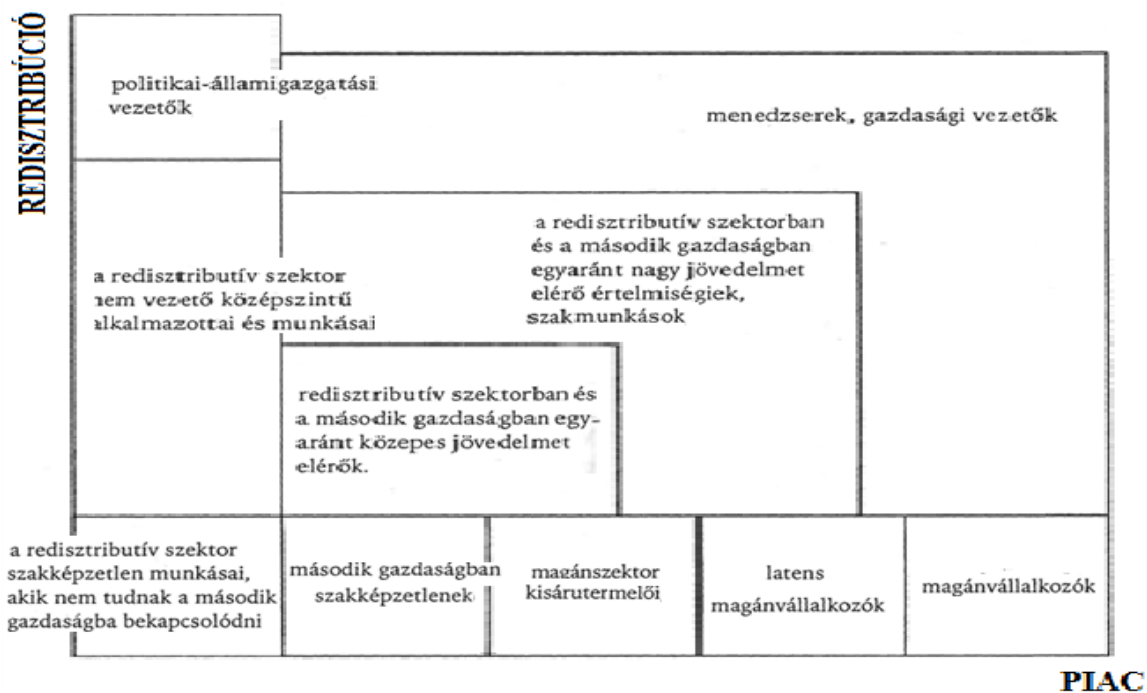 REDISZTRIBÚCIÓ
politikai-államigazgatási
vezetők
menedzserek, gazdasági vezetők
a redisztributív szektor
nem vezető középszintű
alkalmazottai és munkásai
a redisztributív szektorban
és a második gazdaságban
egyaránt nagy jövedelmet
elérő értelmiségiek,
szakmunkások
redisztributív szektorban és
a második gazdaságban egy-
aránt közepes jövedelmet
elérők.
a redisztributív szektor
szakképzetlen munkásai,
akik nem tudnak a második
gazdaságba bekapcsolódni
második gazdaságban
szakképzetlenek
magánszektor
kisárutermelői
latens
magánvállalkozók
magánvállalkozók
PIAC